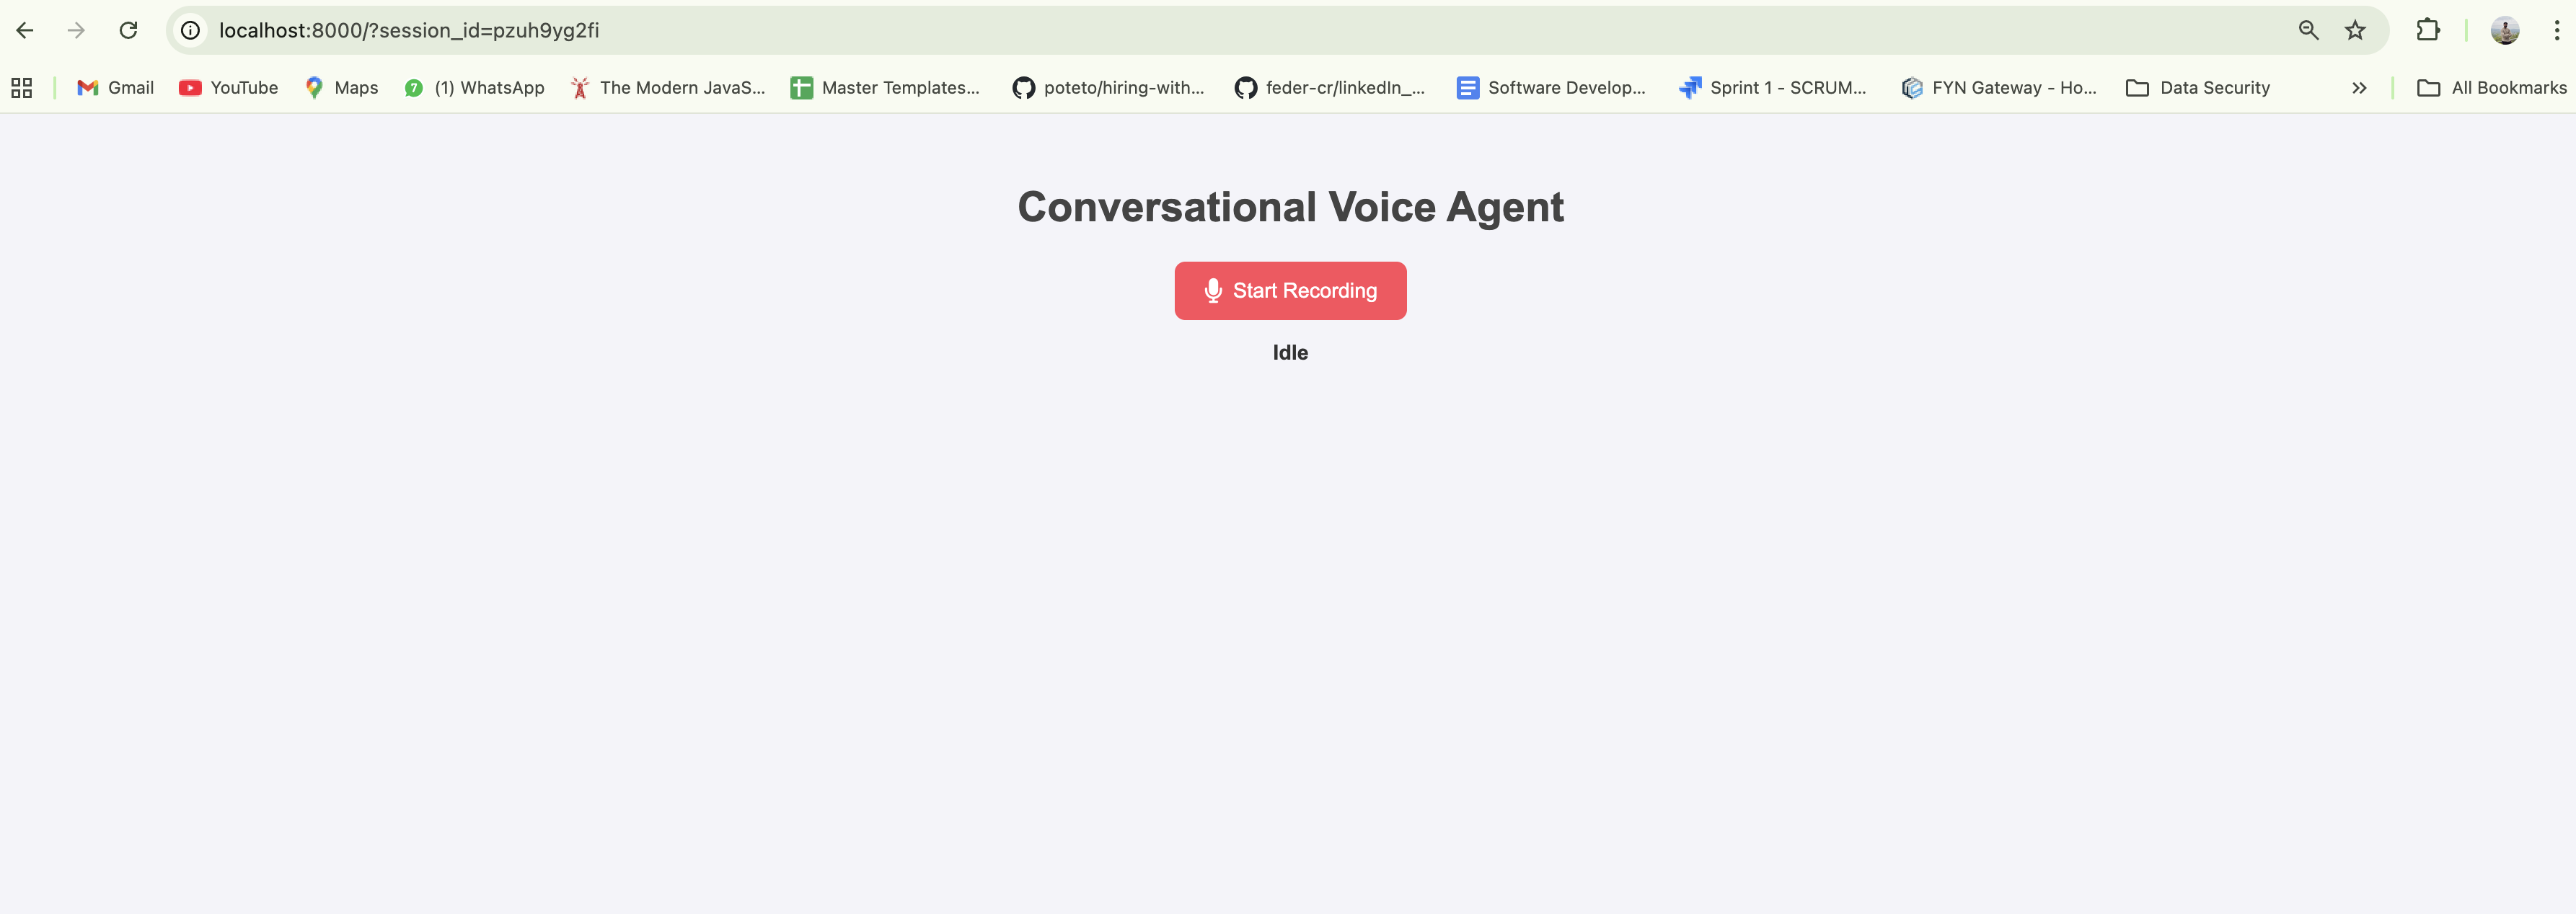 localhost:8000/?session_id=pzuh9yg2fi
Gmail YouTube Maps 7 (1) WhatsApp The Modern JavaS... Master Templates... poteto/hiring-with... feder-cr/linkedIn_... Software Develop... Sprint 1 - SCRUM... FYN Gateway - Ho... Data Security All Bookmarks
Conversational Voice Agent
Start Recording
Idle